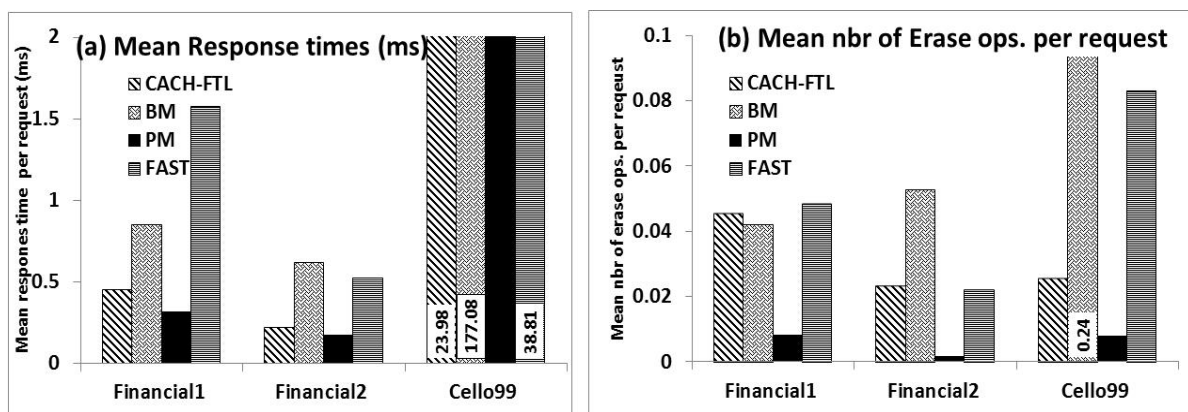 (a) Mean Response times (ms)
Mean respones time per request (ms)
2
1.5
1
0.5
0
CACH-FTL
BM
PM
FAST
23.98
177.08
38.81
Financial1
Financial2
Cello99
(b) Mean nbr of Erase ops. per request
Mean nbr of erase ops. per reqeust
0.1
0.08
0.06
0.04
0.02
0
CACH-FTL
BM
PM
FAST
0.24
Financial1
Financial2
Cello99